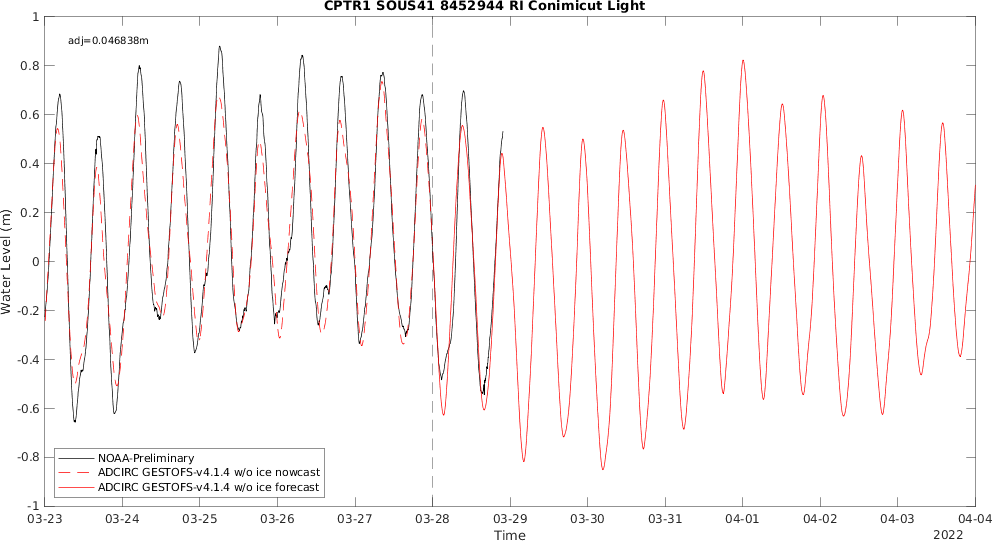 CPTR1 SOUS41 8452944 RI Conimicut Light
adj=0.046838m
Water Level (m)
1
0.8
0.6
0.4
0.2
0
-0.2
-0.4
-0.6
-0.8
-1
NOAA-Preliminary
ADCIRC GESTOFS-v4.1.4 w/o ice nowcast
ADCIRC GESTOFS-v4.1.4 w/o ice forecast
03-23 03-24 03-25 03-26 03-27 03-28 03-29 03-30 03-31 04-01 04-02 04-03 04-04
Time
2022